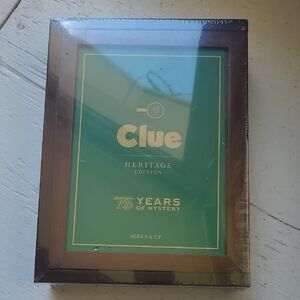 Clue
HERITAGE
EDITION
75 YEARS
OF MYSTERY
AGES 8 & UP